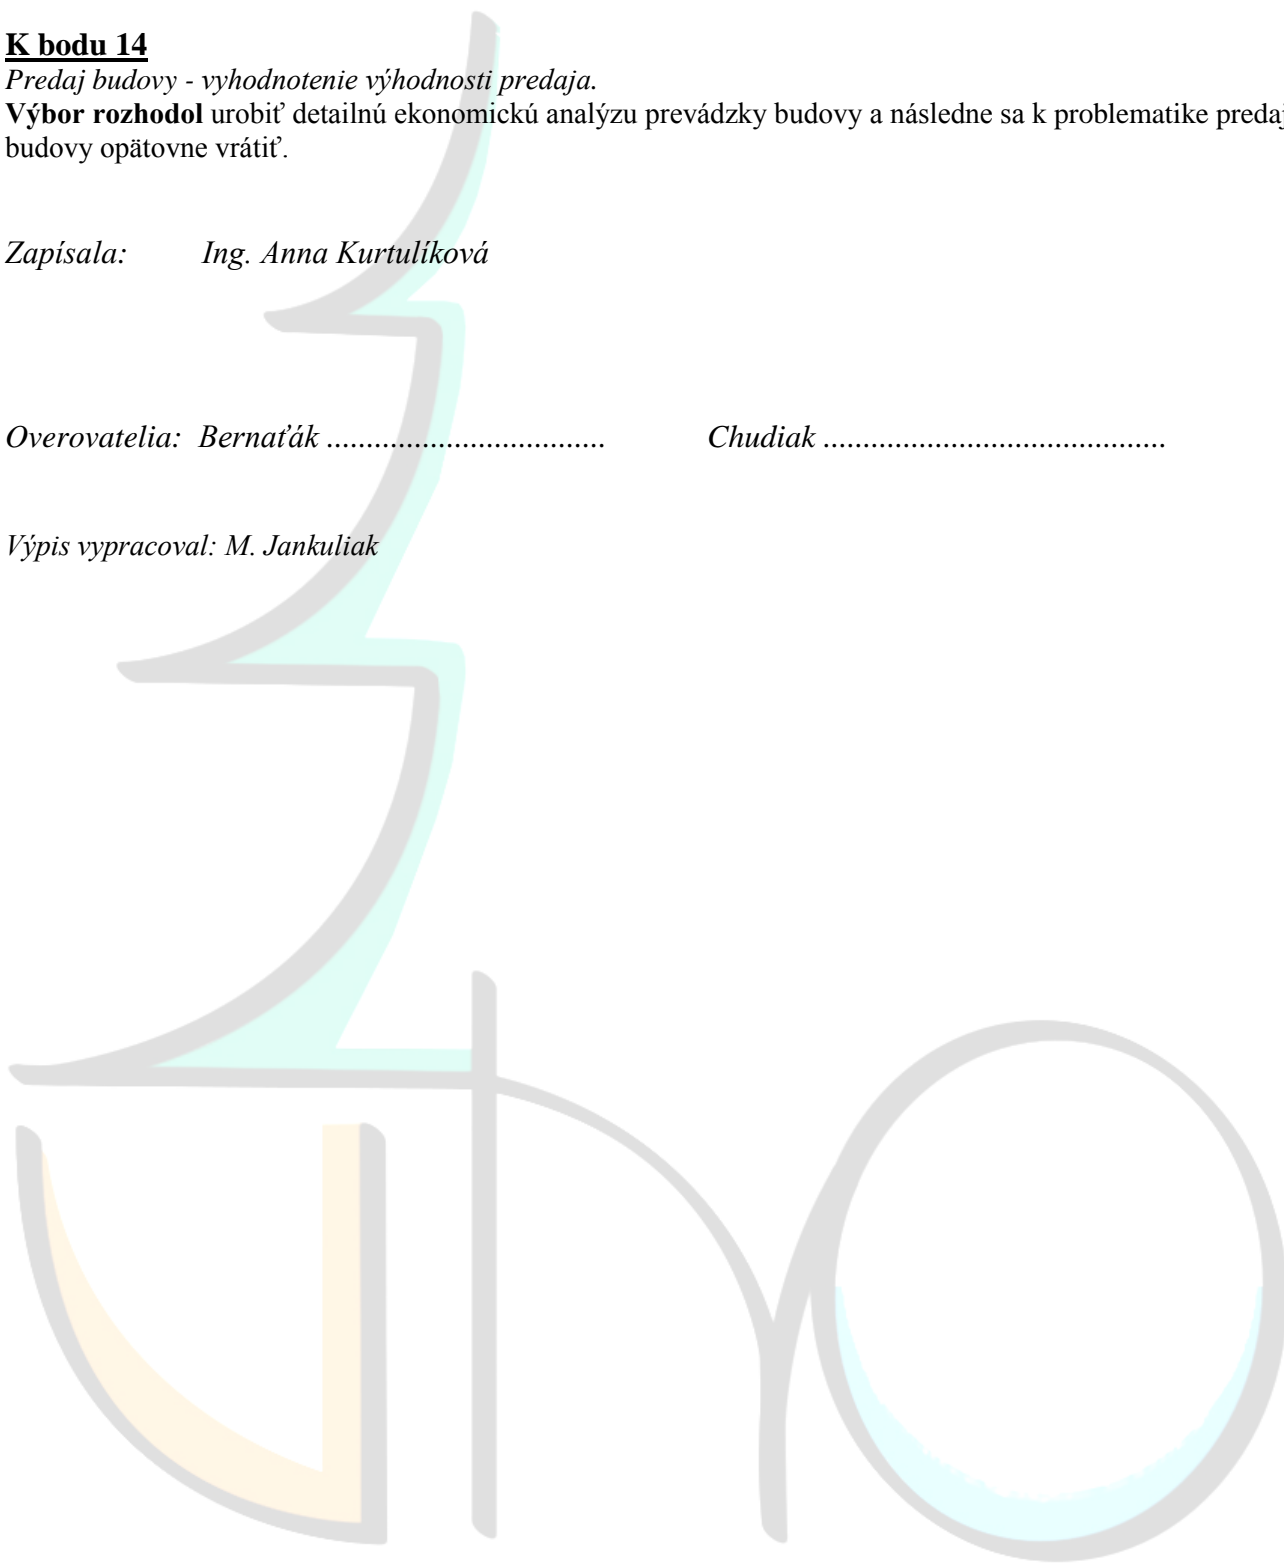 K bodu 14
Predaj budovy - vyhodnotenie výhodnosti predaja.
Výbor rozhodol urobiť detailnú ekonomickú analýzu prevádzky budovy a následne sa k problematike predaj
budovy opätovne vrátiť.
Zapísala: Ing. Anna Kurtulíková
Overovatelia: Bernaťák .................................... Chudiak ............................................
Výpis vypracoval: M. Jankuliak